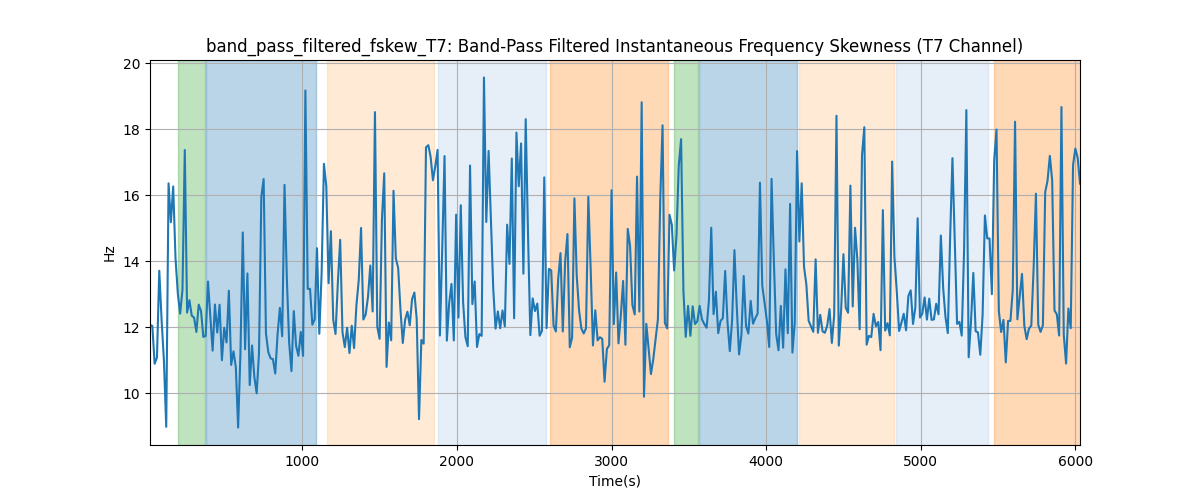 band_pass_filtered_fskew_T7: Band-Pass Filtered Instantaneous Frequency Skewness (T7 Channel)
20
18
16
14
12
10
Hz
1000 2000 3000 4000 5000 6000
Time(s)